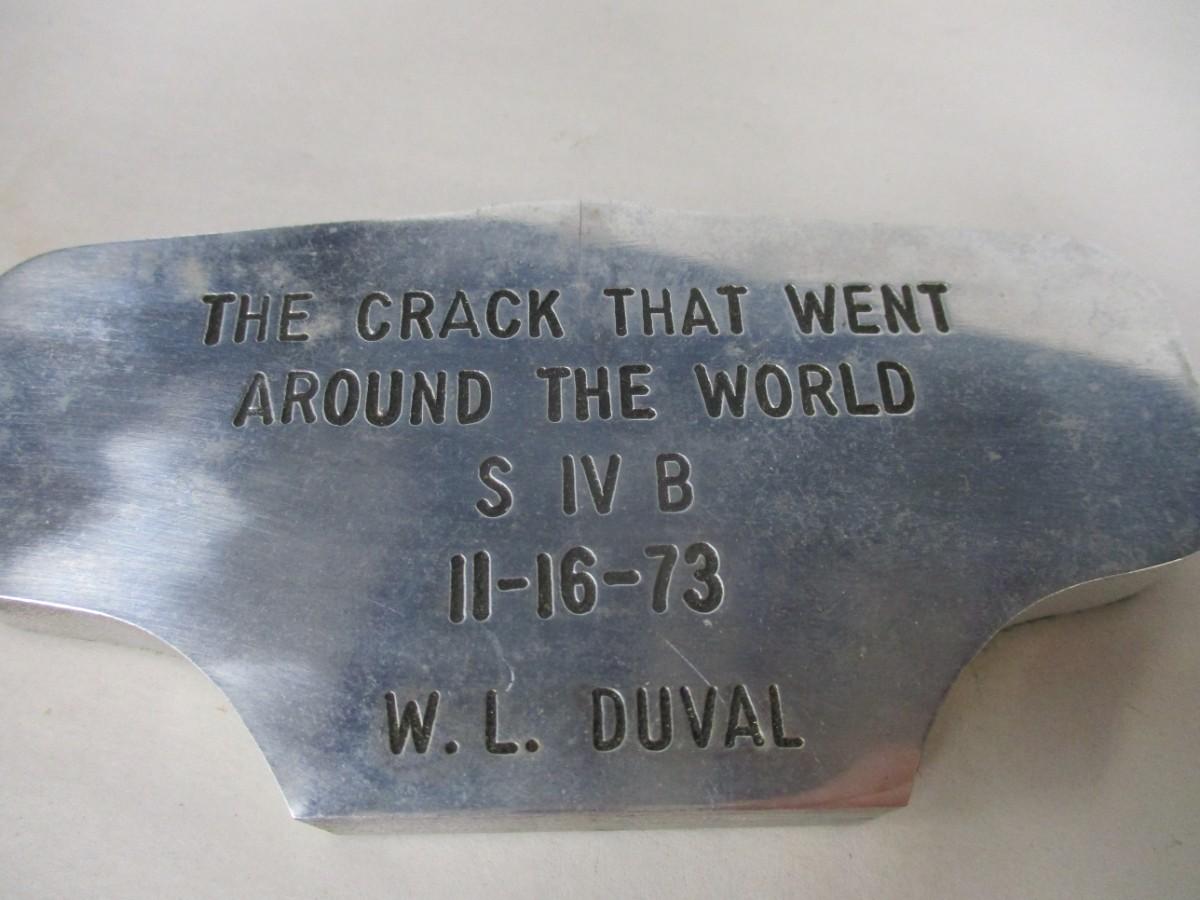 THE CRACK THAT WENT
AROUND THE WORLD
S IV B
11-16-73
W. L. DUVAL